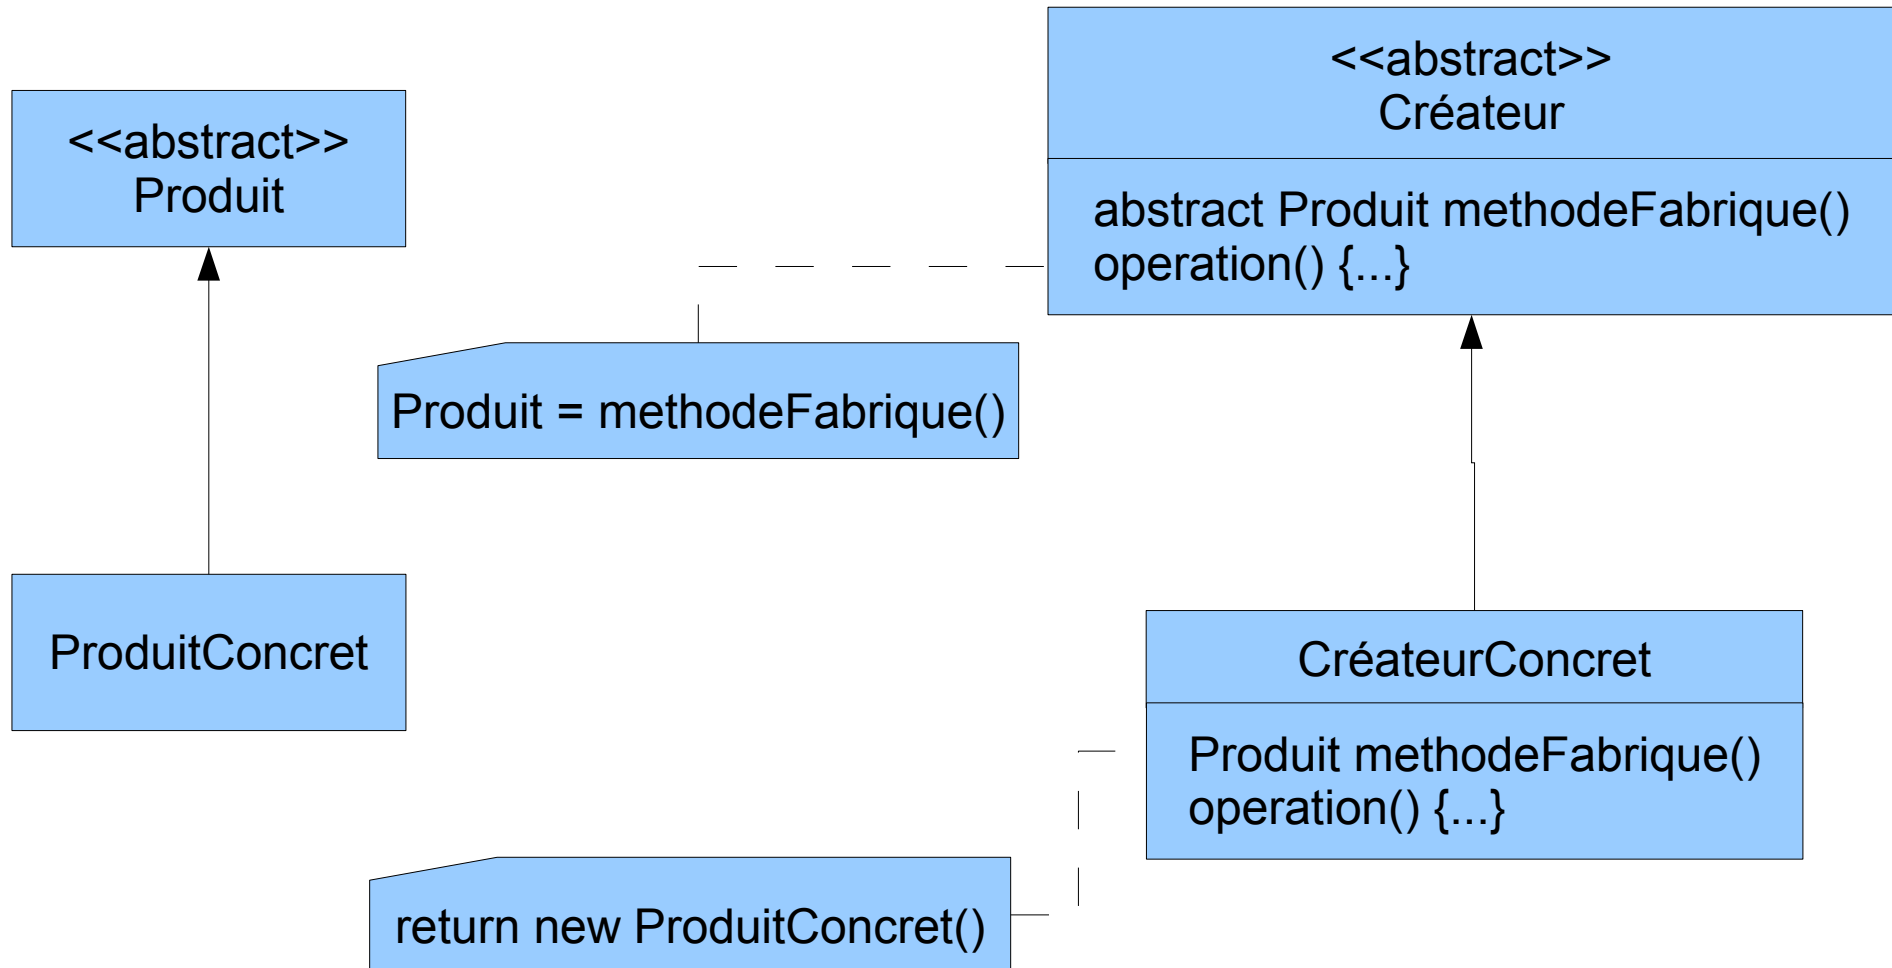 <<abstract>>
Créateur
abstract Produit methodeFabrique()
operation() {...}
<<abstract>>
Produit
Produit = methodeFabrique()
ProduitConcret
CréateurConcret
Produit methodeFabrique()
operation() {...}
return new ProduitConcret()